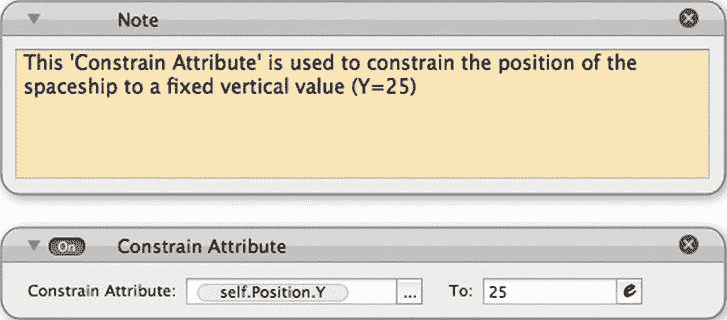 Note
This 'Constrain Attribute' is used to constrain the position of the
spaceship to a fixed vertical value (Y=25)
On Constrain Attribute
Constrain Attribute: self.Position.Y ... To: 25 e